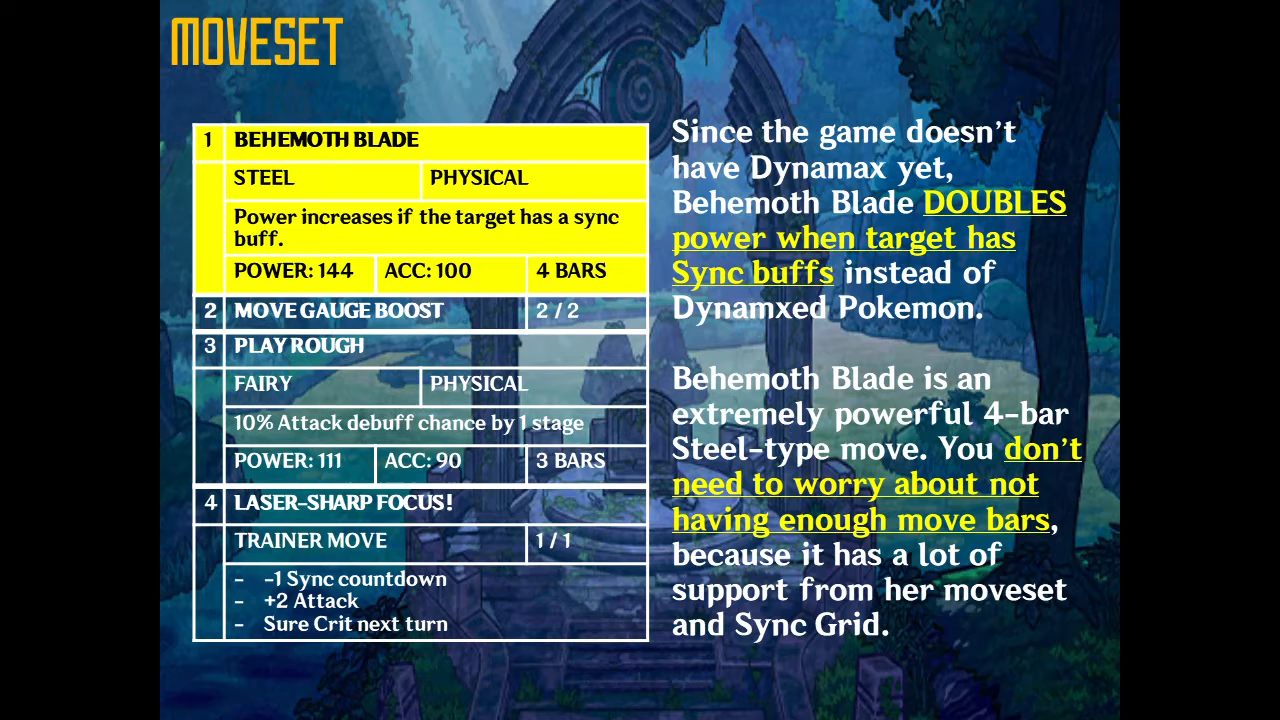 MOVESET
1 BEHEMOTH BLADE
STEEL PHYSICAL
Power increases if the target has a sync
buff.
POWER: 144 ACC: 100 4 BARS
2 MOVE GAUGE BOOST 2 / 2
3 PLAY ROUGH
FAIRY PHYSICAL
10% Attack debuff chance by 1 stage
POWER: 111 ACC: 90 3 BARS
4 LASER-SHARP FOCUS!
TRAINER MOVE 1 / 1
- -1 Sync countdown
- +2 Attack
- Sure Crit next turn
Since the game doesn't
have Dynamax yet,
Behemoth Blade DOUBLES
power when target has
Sync buffs instead of
Dynamxed Pokemon.
Behemoth Blade is an
extremely powerful 4-bar
Steel-type move. You don't
need to worry about not
having enough move bars,
because it has a lot of
support from her moveset
and Sync Grid.